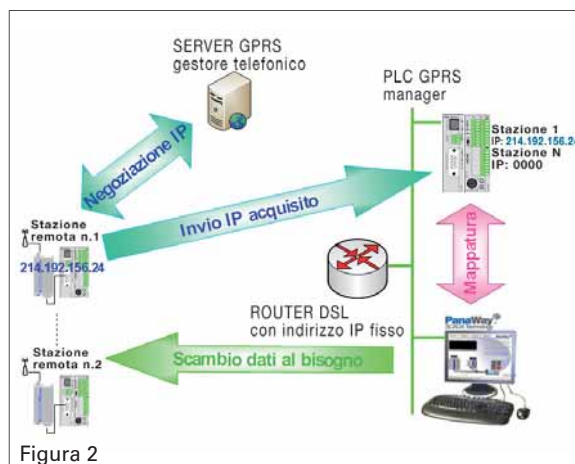 SERVER GPRS
gestore telefonico
PLC GPRS
manager
Stazione 1
IP: 214.192.156.24
Stazione N
IP: 0000
Negoziazione IP
Invio IP acquisito
Stazione
remota n.1
214.192.156.24
Mappatura
ROUTER DSL
con indirizzo IP fisso
PanaWay
Scambio dati al bisogno
Stazione
remota n.2
Figura 2